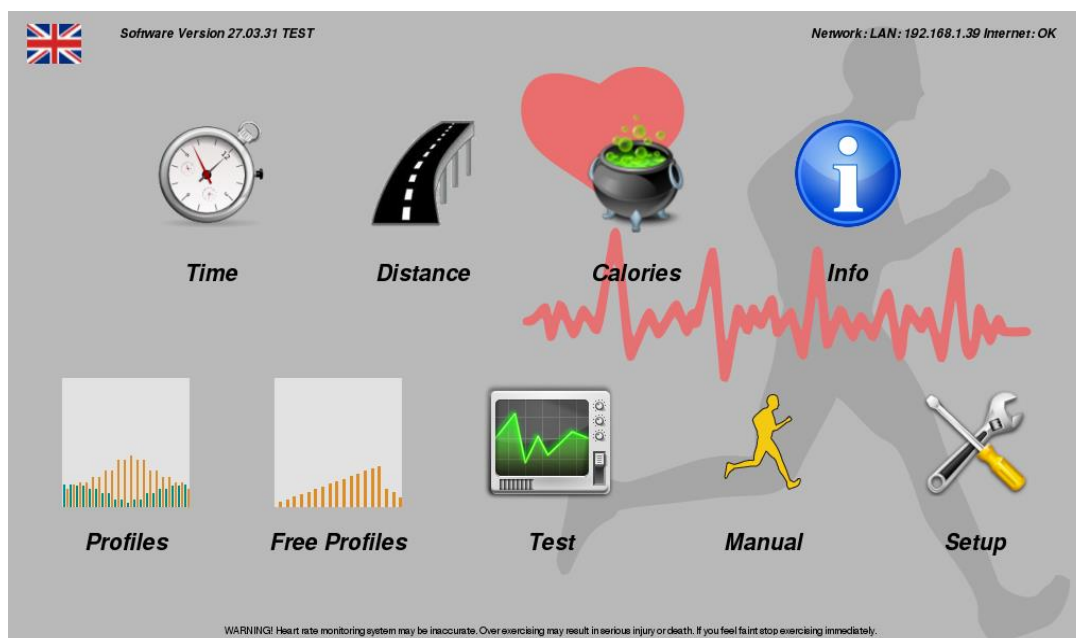 Software Version 27.03.31 TEST
Network: LAN: 192.168.1.39 Internet: OK
12
Time
Distance
Calories
Info
Profiles
Free Profiles
Test
Manual
Setup
WARNING! Heart rate monitoring system may be inaccurate. Over exercising may result in serious injury or death. If you feel faint stop exercising immediately.